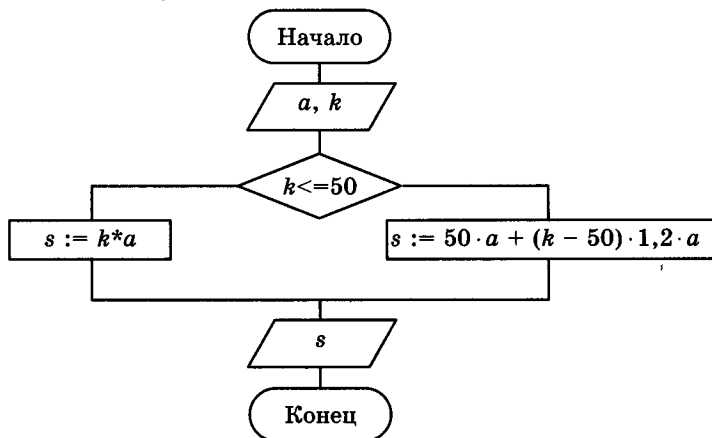 Начало
a, k
k<=50
s := k*a
s := 50 · a + (k − 50) · 1,2 · a
s
Конец